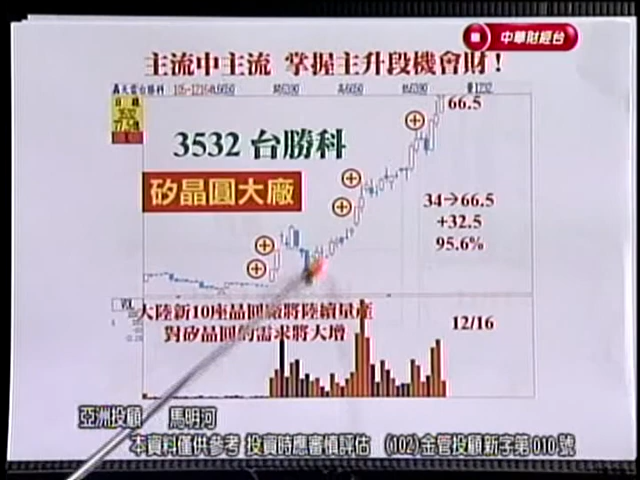 中華財經台
主流中主流 掌握主升段機會財!
日線
3532
66.5
3532 台勝科
矽晶圓大廠
34→66.5
+32.5
95.6%
VOL
大陸新10座晶圓廠將陸續量產
對矽晶圓的需求將大增
12/16
亞洲投顧 馬明河
本資料僅供參考 投資時應審慎評估 (102)金管投顧新字第010號